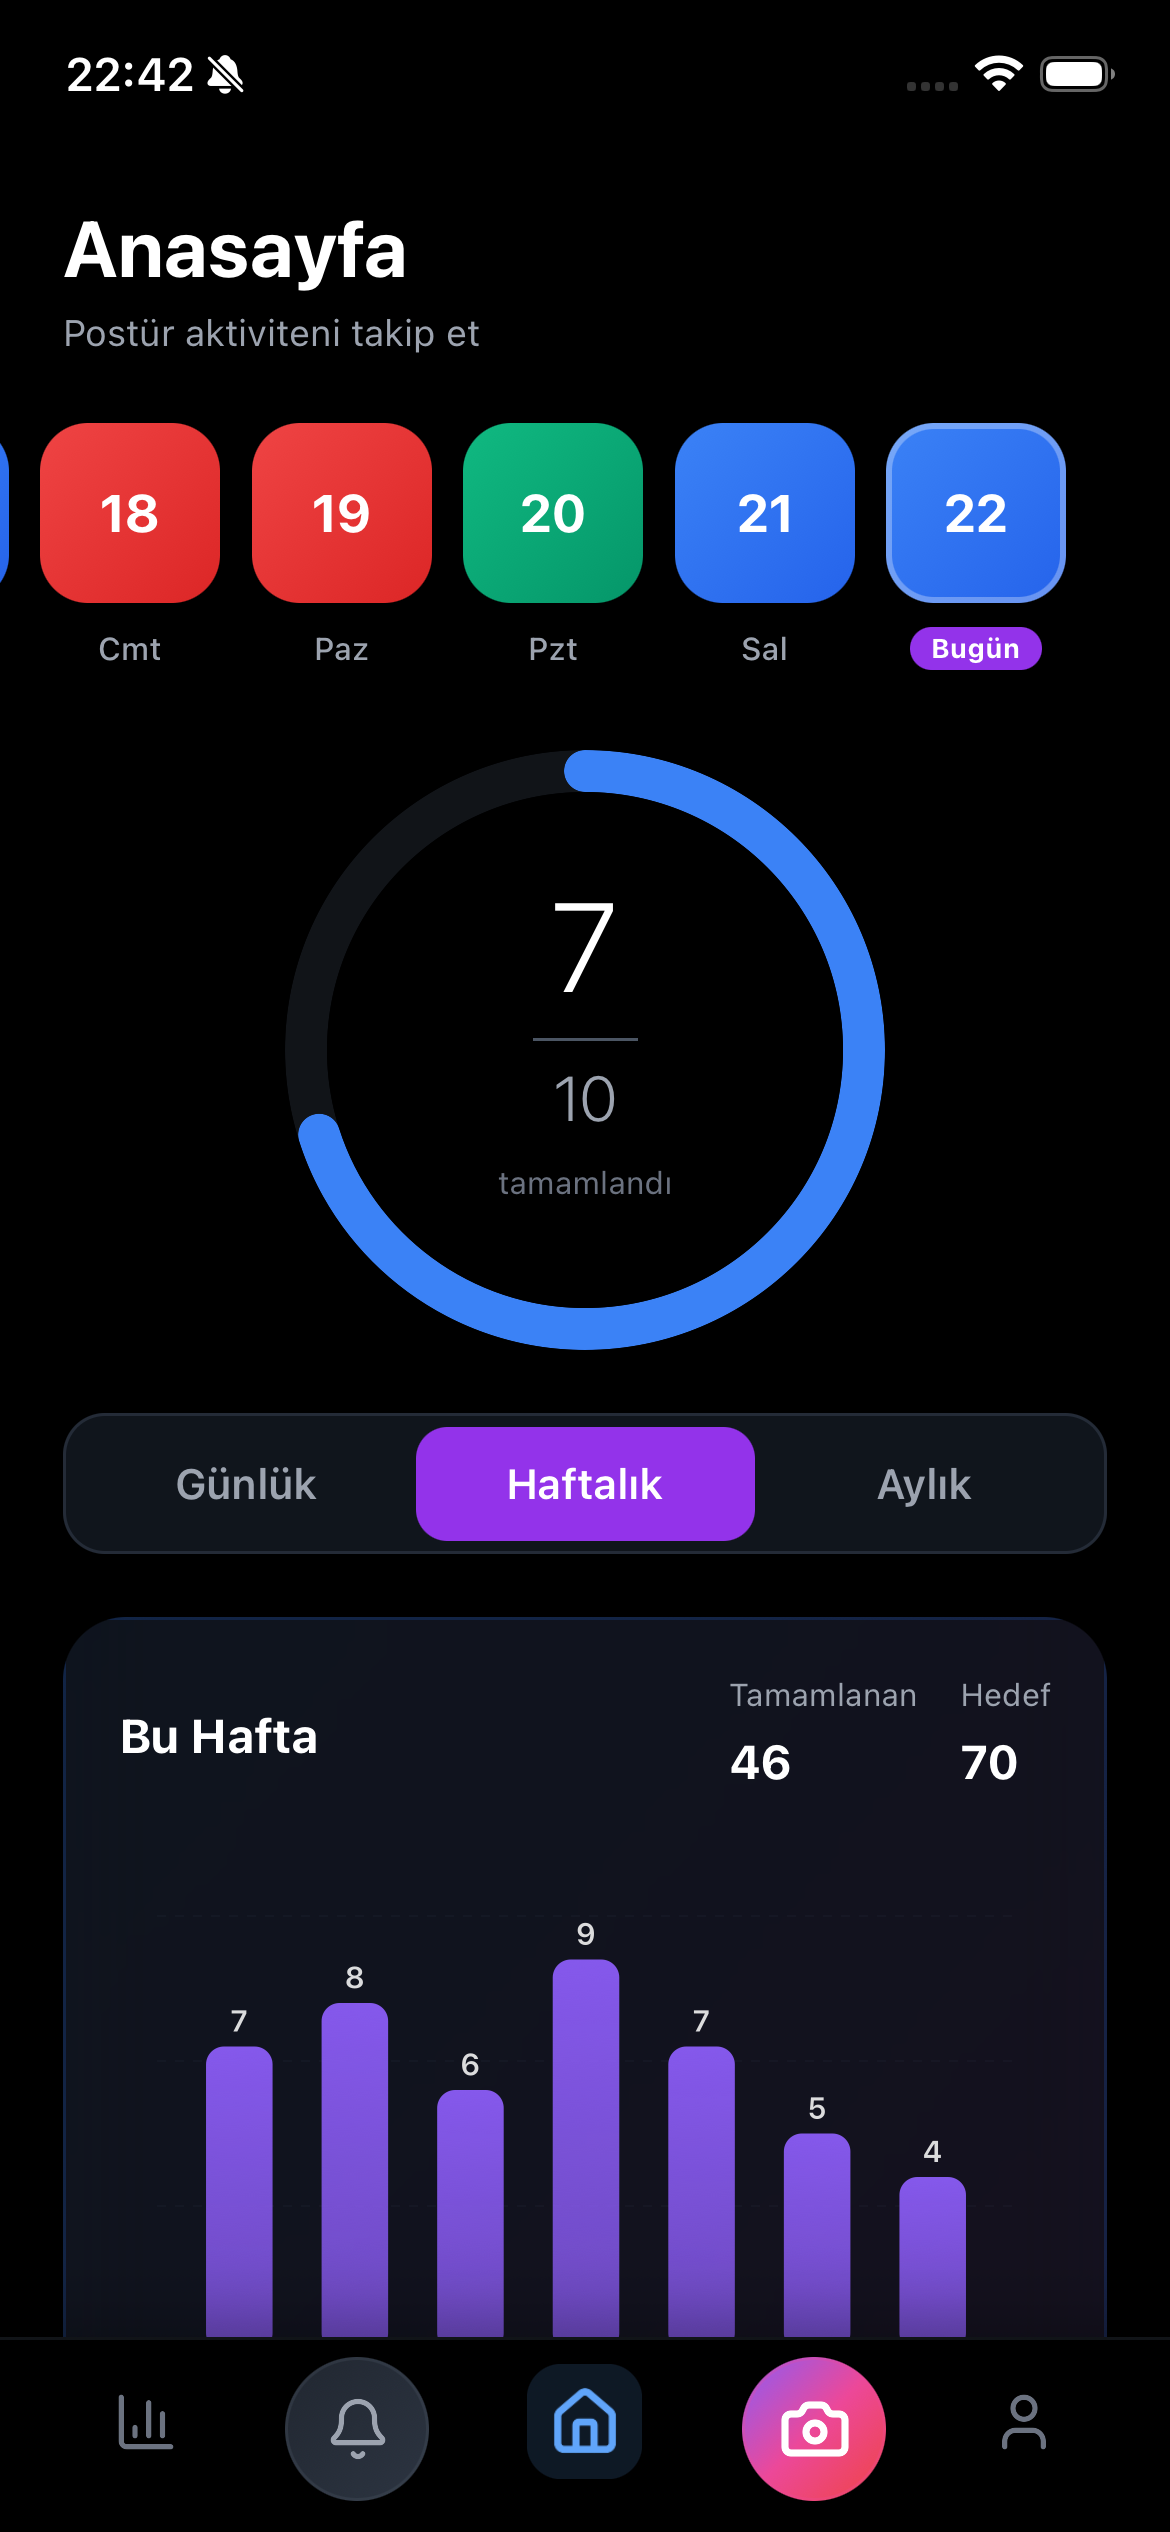 22:42
Anasayfa
Postür aktiviteni takip et
18 19 20 21 22
Cmt Paz Pzt Sal Bugün
7
10
tamamlandı
Günlük Haftalık Aylık
Bu Hafta
Tamamlanan Hedef
46 70
7 8 6 9 7 5 4